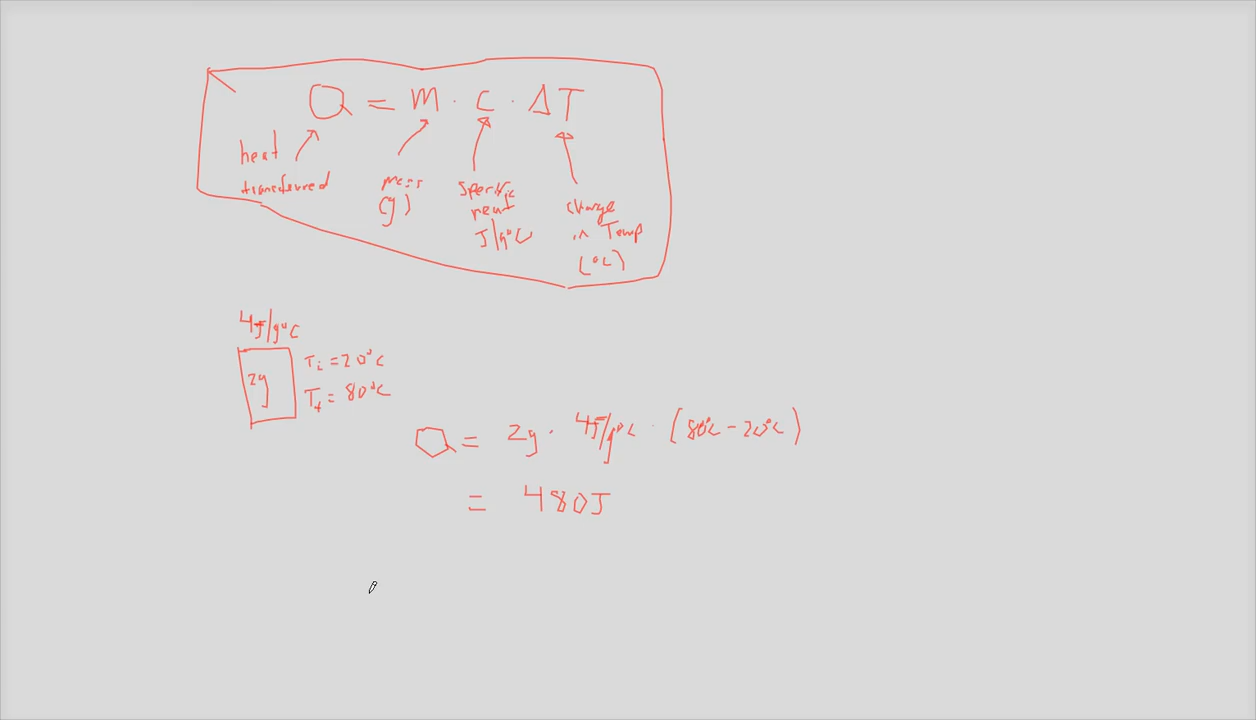 Q = m · c · ΔT
heat
transferred
mass
(g)
specific
heat
J/g°C
change
in Temp
(°C)
4J/g°C
2g
Ti = 20°C
Tf = 80°C
Q = 2g · 4J/g°C · (80°C - 20°C)
= 480J